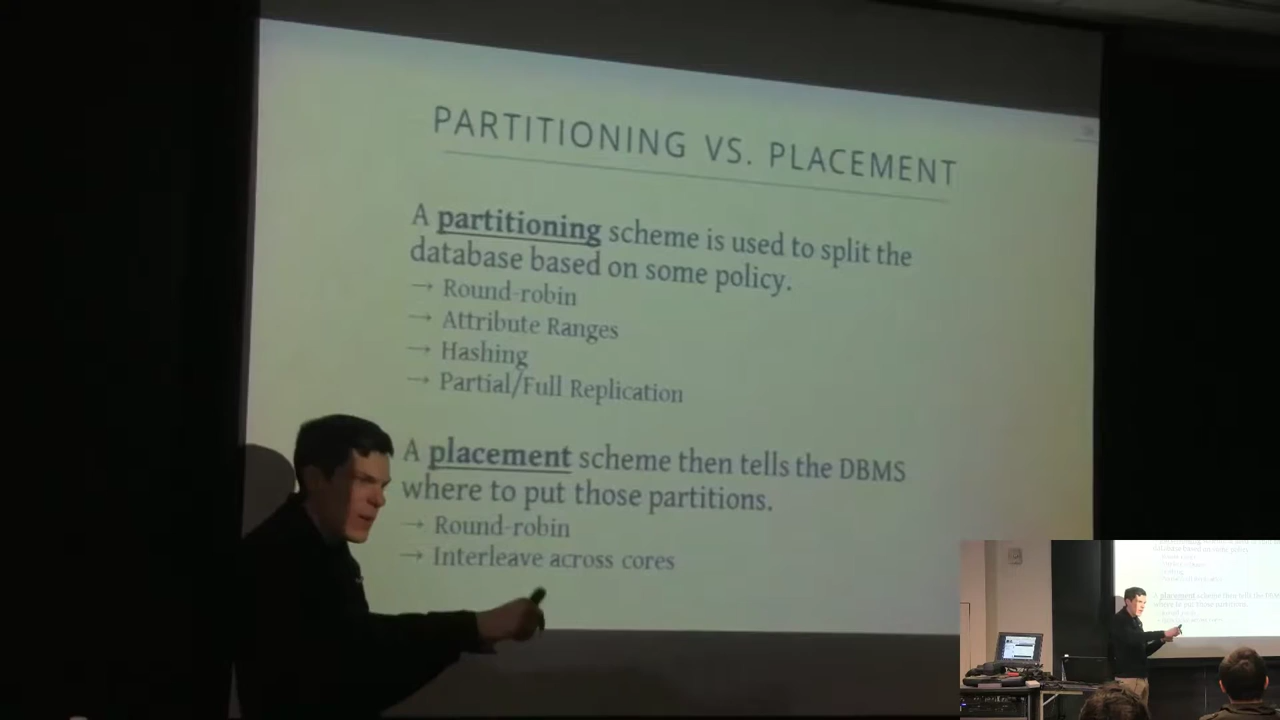 PARTITIONING VS. PLACEMENT
A partitioning scheme is used to split the
database based on some policy.
→ Round-robin
→ Attribute Ranges
→ Hashing
→ Partial/Full Replication
A placement scheme then tells the DBMS
where to put those partitions.
→ Round-robin
→ Interleave across cores